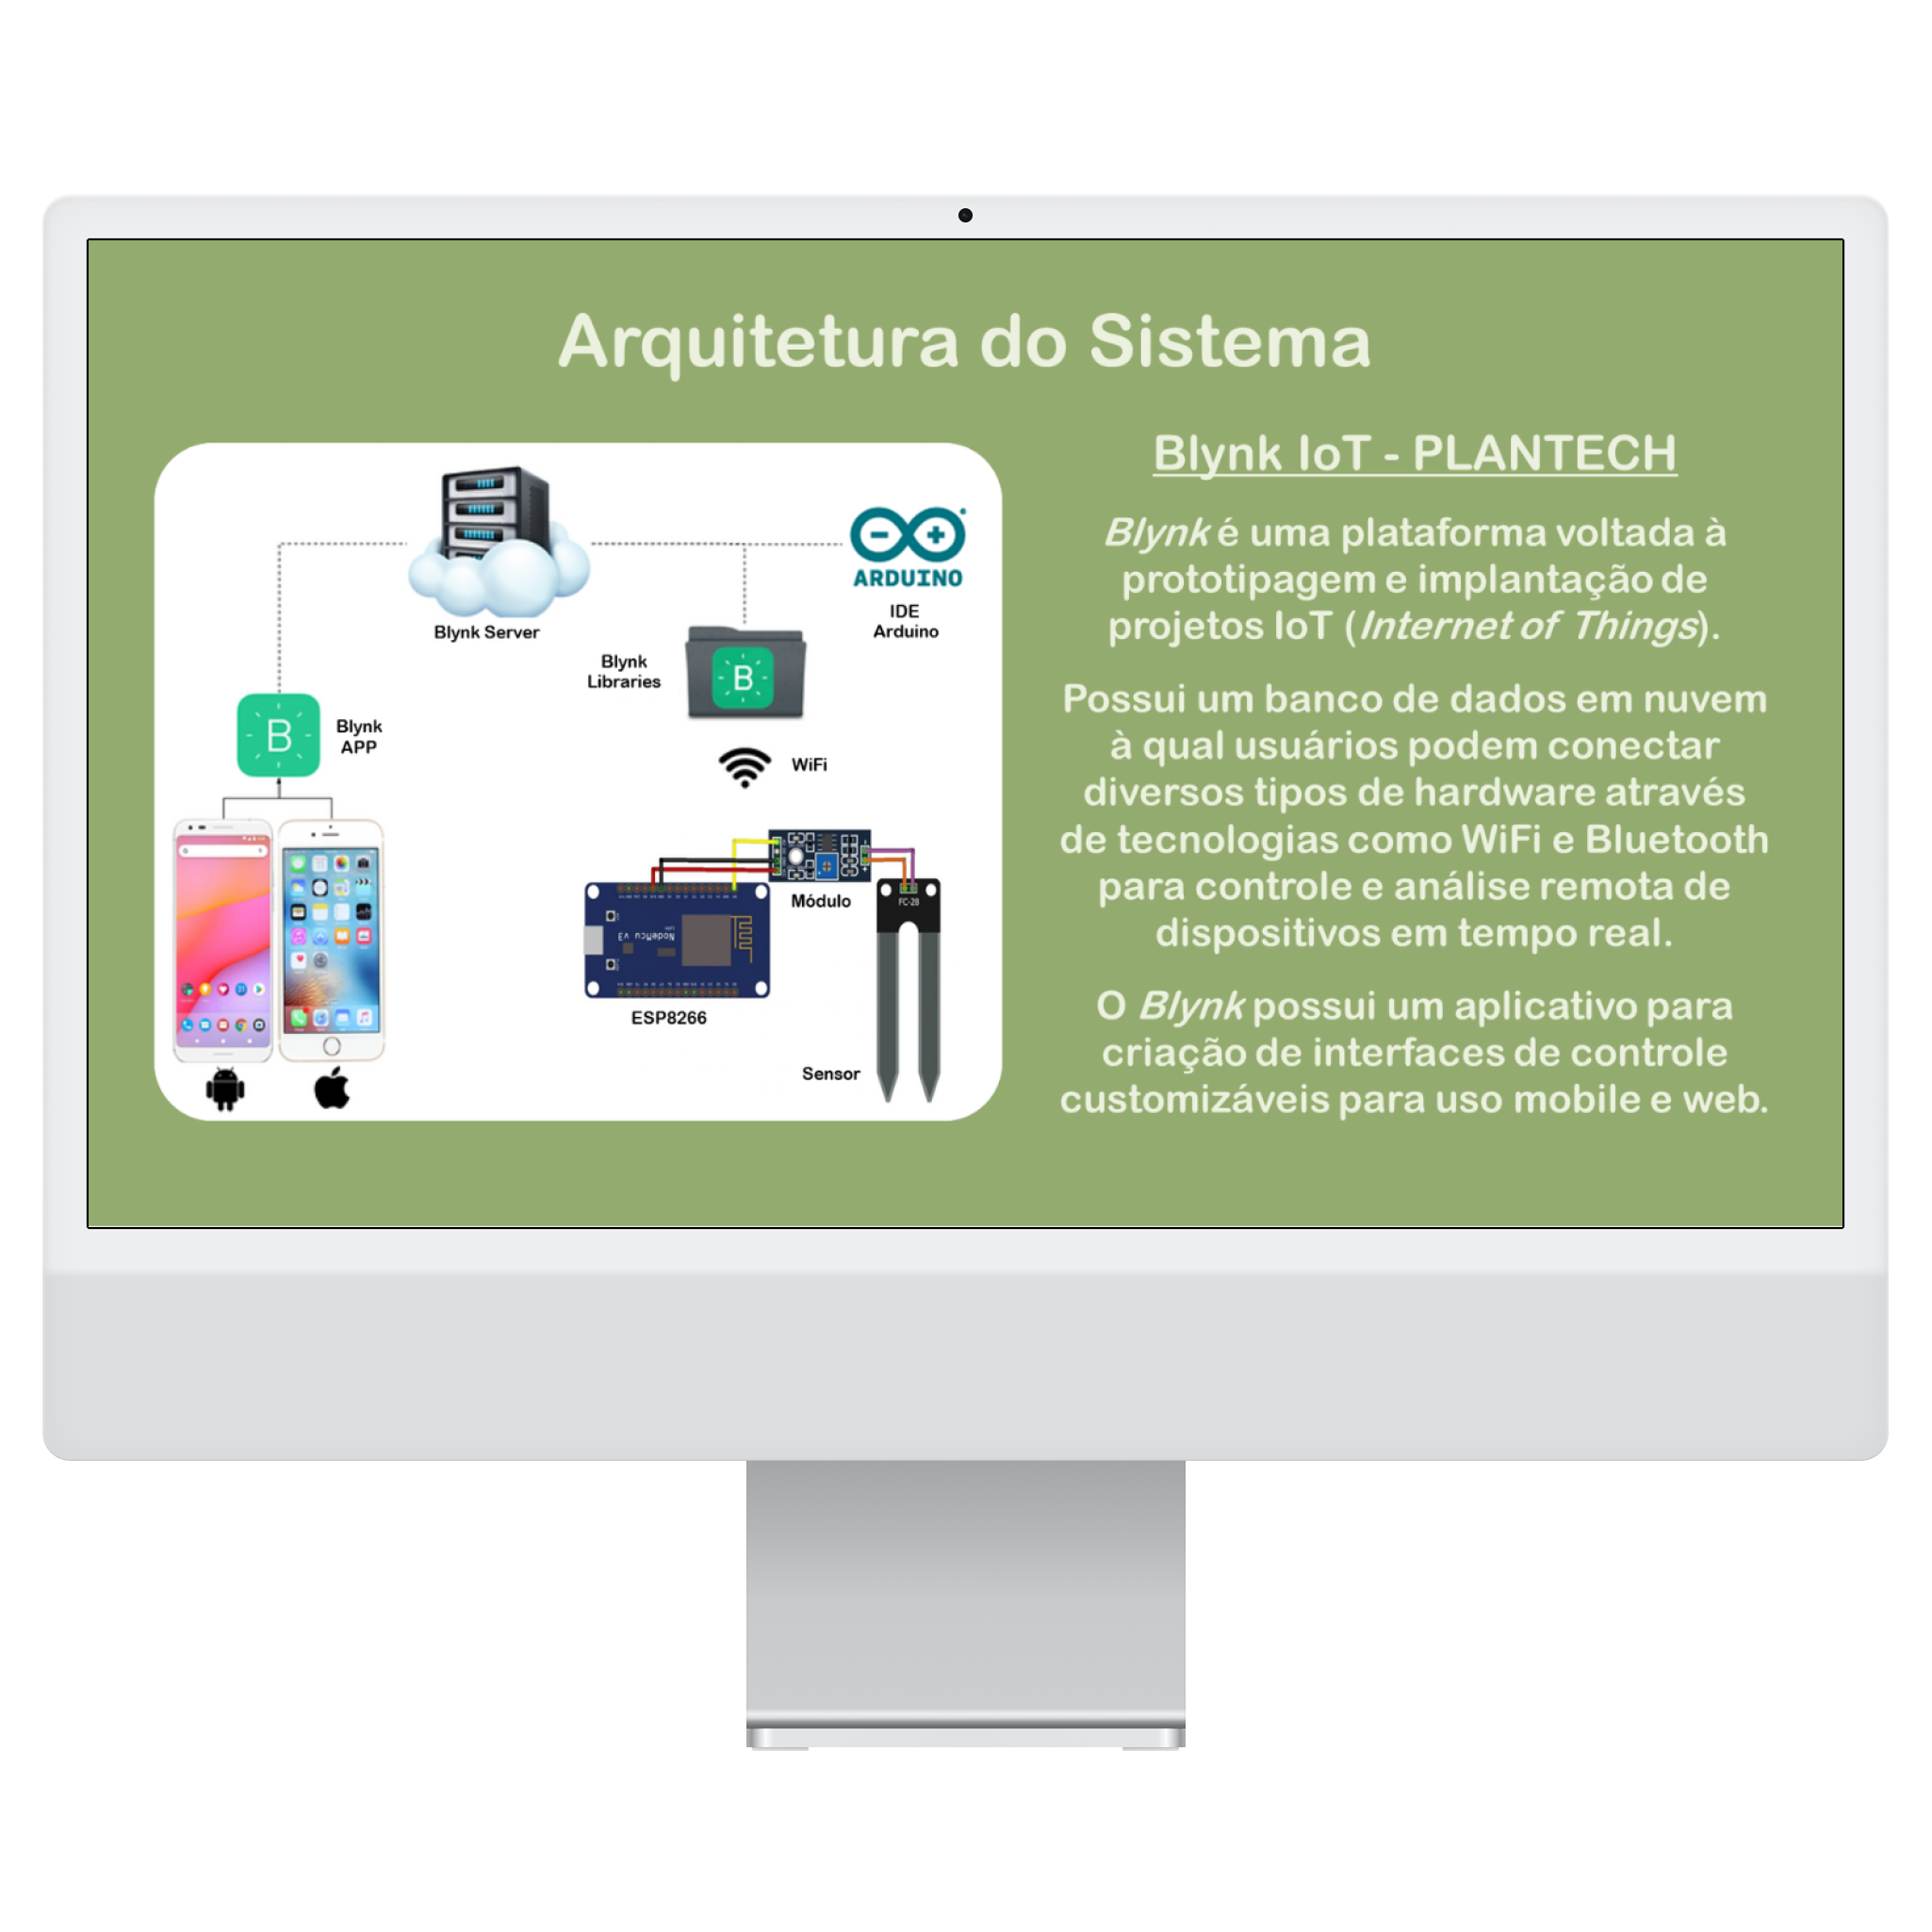 Arquitetura do Sistema
Blynk Server
ARDUINO
IDE
Arduino
Blynk
Libraries
B
B
Blynk
APP
WiFi
Módulo
FC-28
NodeMcu v3
ESP8266
Sensor
Blynk IoT - PLANTECH
Blynk é uma plataforma voltada à
prototipagem e implantação de
projetos IoT (Internet of Things).
Possui um banco de dados em nuvem
à qual usuários podem conectar
diversos tipos de hardware através
de tecnologias como WiFi e Bluetooth
para controle e análise remota de
dispositivos em tempo real.
O Blynk possui um aplicativo para
criação de interfaces de controle
customizáveis para uso mobile e web.